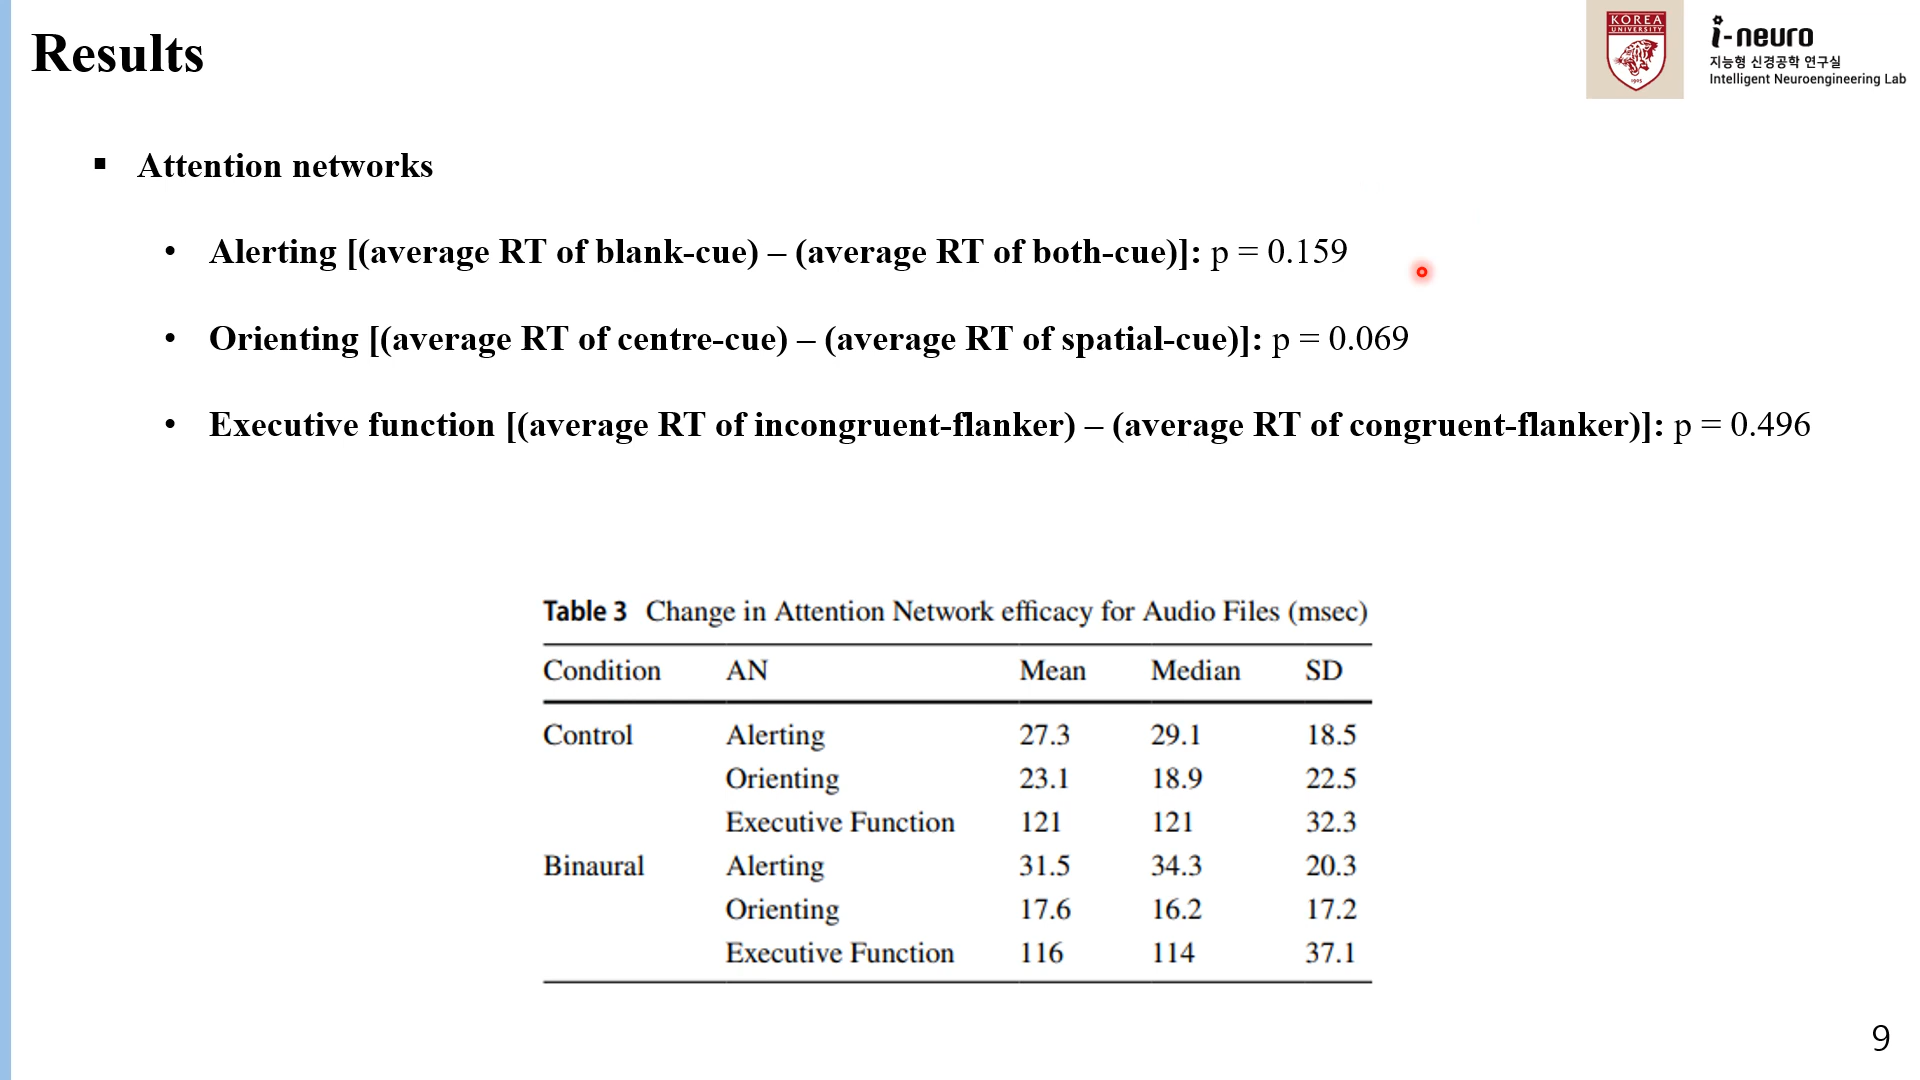 Results
KOREA
UNIVERSITY
1905
i-neuro
지능형 신경공학 연구실
Intelligent Neuroengineering Lab
▪ Attention networks
• Alerting [(average RT of blank-cue) – (average RT of both-cue)]: p = 0.159
• Orienting [(average RT of centre-cue) – (average RT of spatial-cue)]: p = 0.069
• Executive function [(average RT of incongruent-flanker) – (average RT of congruent-flanker)]: p = 0.496
Table 3 Change in Attention Network efficacy for Audio Files (msec)
Condition AN Mean Median SD
Control Alerting 27.3 29.1 18.5
Orienting 23.1 18.9 22.5
Executive Function 121 121 32.3
Binaural Alerting 31.5 34.3 20.3
Orienting 17.6 16.2 17.2
Executive Function 116 114 37.1
9